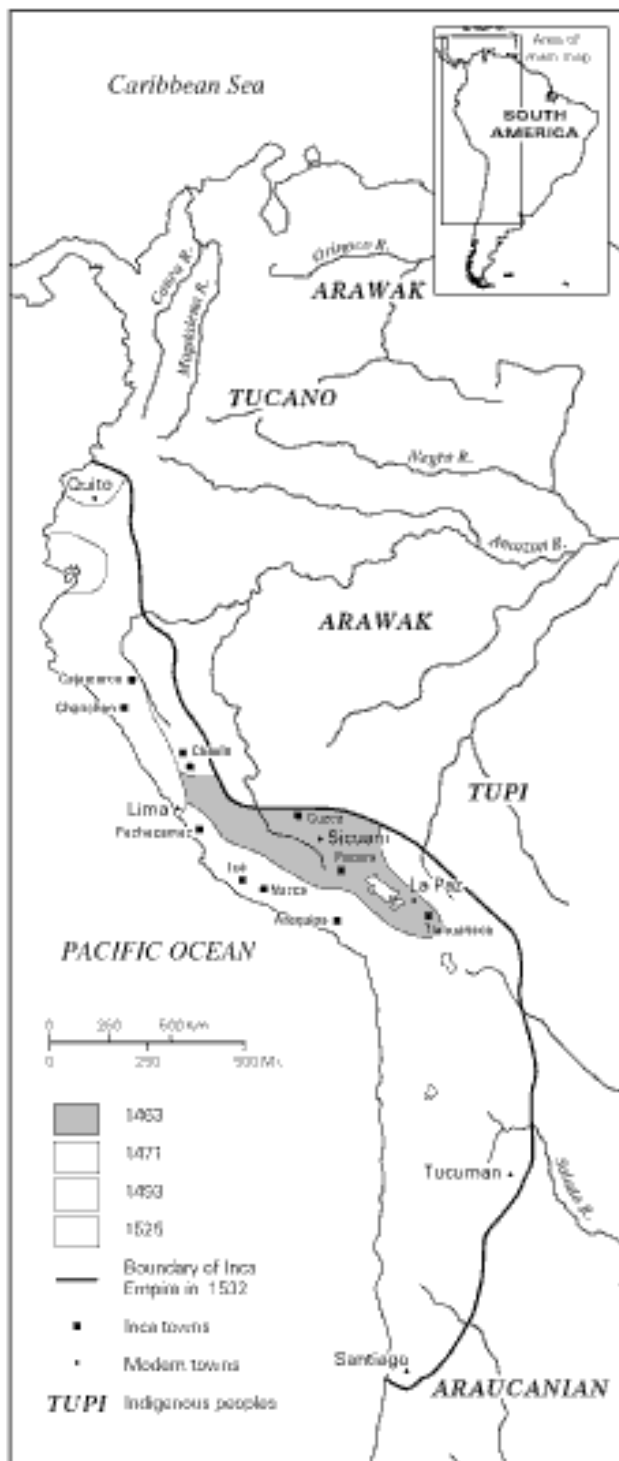 Caribbean Sea
Area of
main map
SOUTH
AMERICA
Orinoco R.
Cauca R.
Magdalena R.
ARAWAK
TUCANO
Negro R.
Quito
Amazon R.
ARAWAK
Cajamarca
Chanchan
TUPI
Lima
Cuzco
Pachacamac
Sicuani
Pucara
Ica
Nazca
La Paz
Arequipa
Tiahuanaco
PACIFIC OCEAN
0 250 500 KM
0 250 500 Mi.
1463
1471
1493
1525
Tucuman
Salado R.
Boundary of Inca
Empire in 1532
Inca towns
Modern towns
Santiago
ARAUCANIAN
TUPI Indigenous peoples